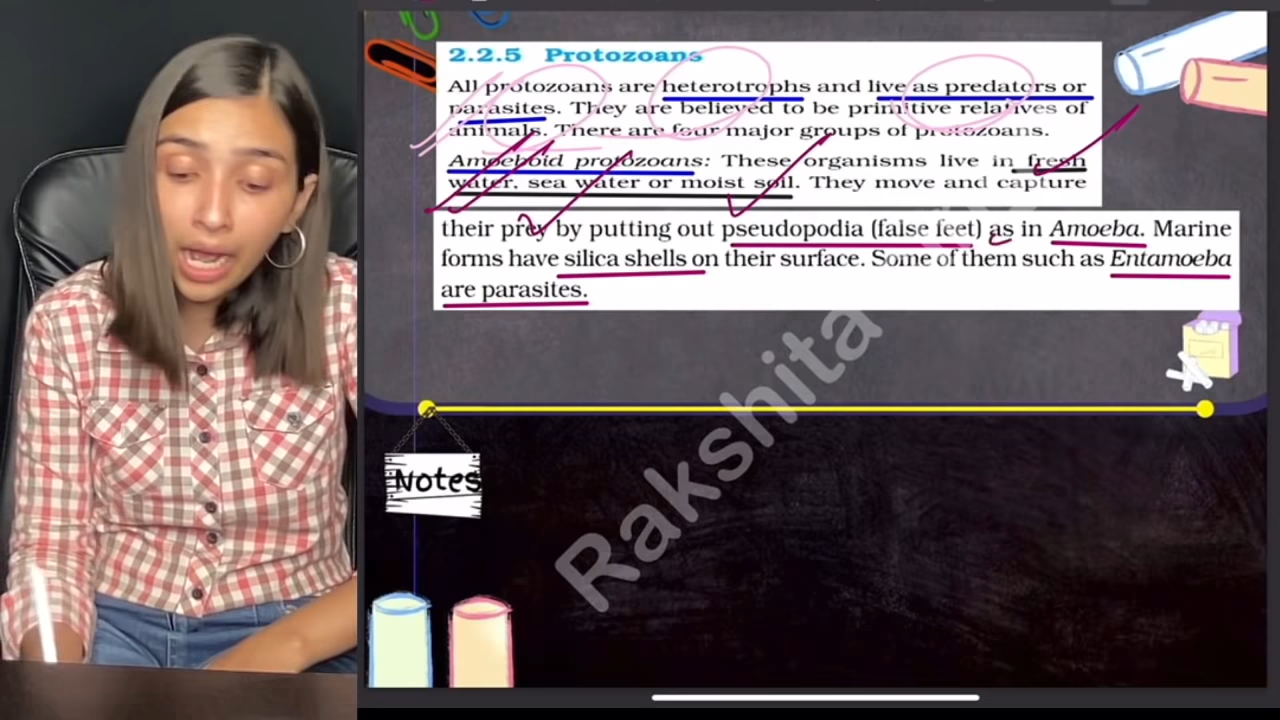 2.2.5 Protozoans
All protozoans are heterotrophs and live as predators or
parasites. They are believed to be primitive relatives of
animals. There are four major groups of protozoans.
Amoeboid protozoans: These organisms live in fresh
water, sea water or moist soil. They move and capture
their prey by putting out pseudopodia (false feet) as in Amoeba. Marine
forms have silica shells on their surface. Some of them such as Entamoeba
are parasites.
Notes
Rakshita